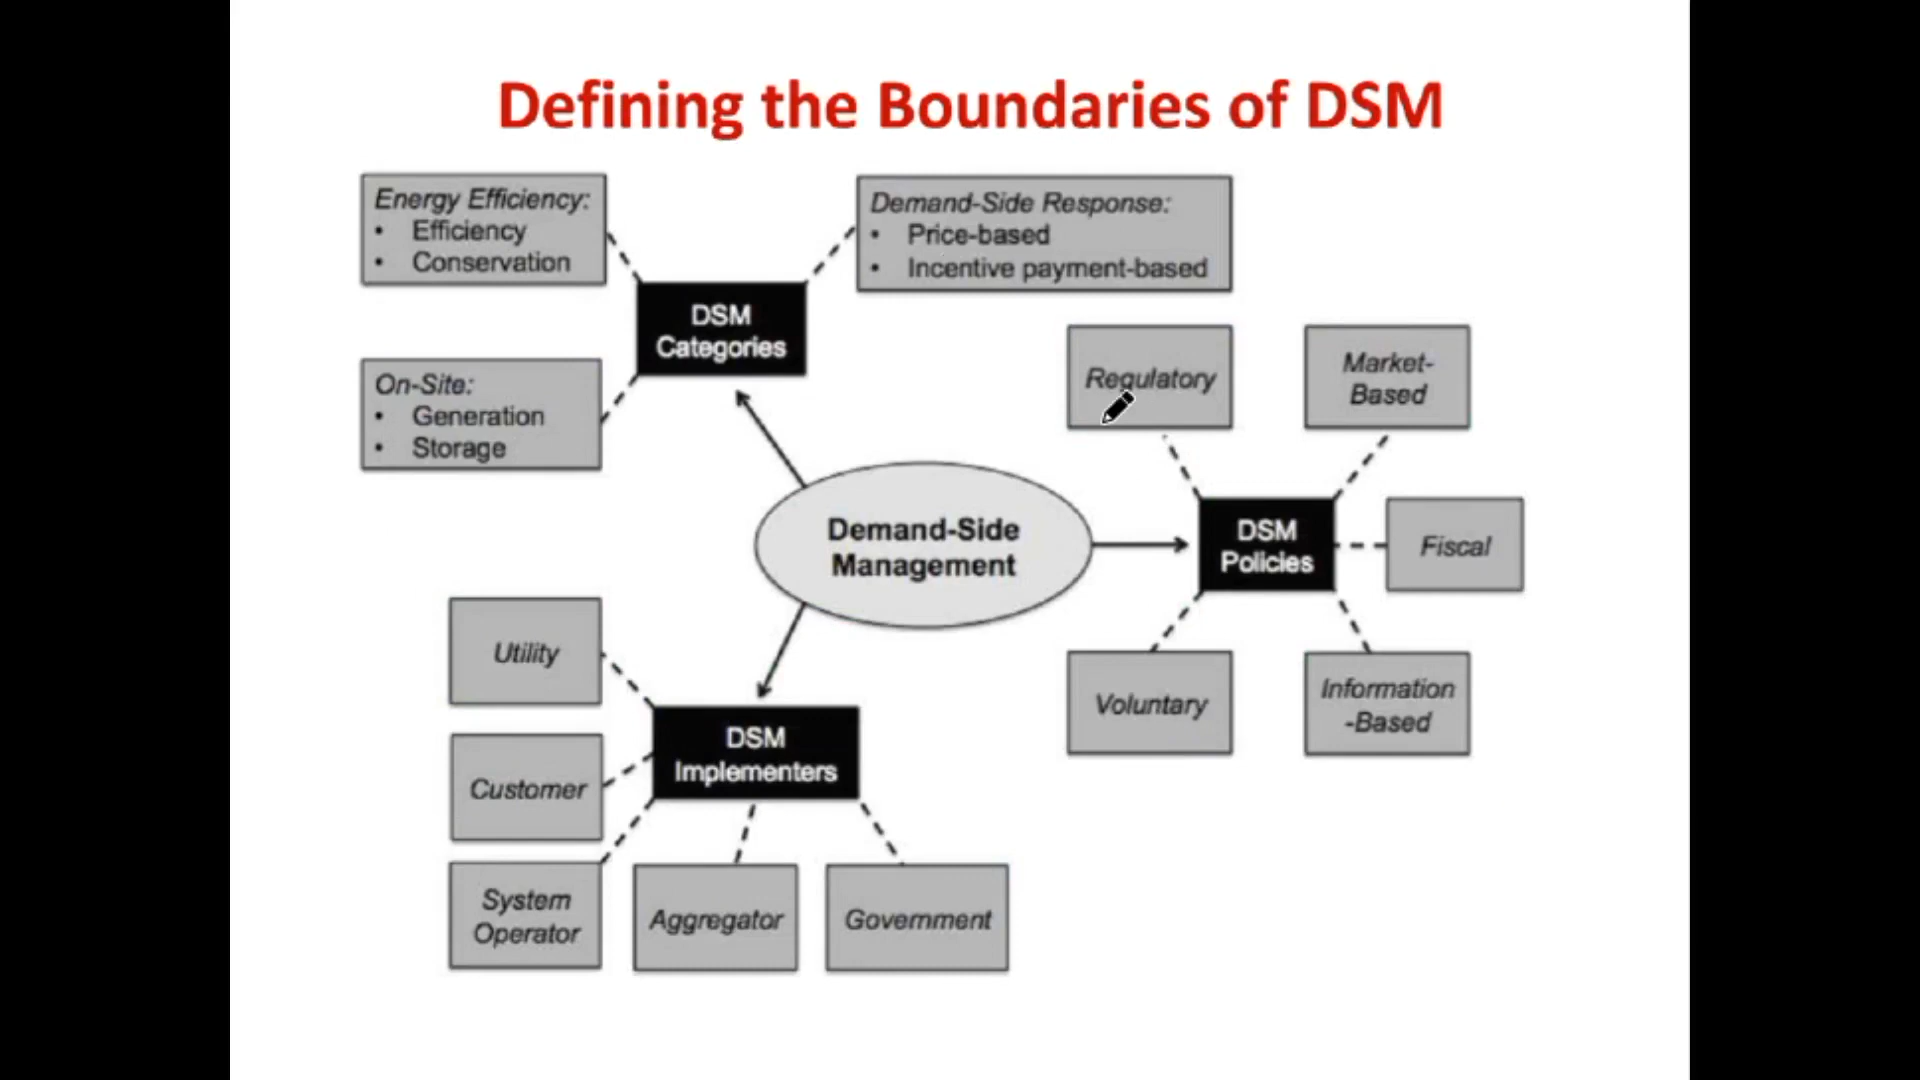 Defining the Boundaries of DSM
Energy Efficiency:
• Efficiency
• Conservation
Demand-Side Response:
• Price-based
• Incentive payment-based
DSM
Categories
On-Site:
• Generation
• Storage
Regulatory
Market-
Based
Demand-Side
Management
DSM
Policies
Fiscal
Voluntary
Information
-Based
Utility
DSM
Implementers
Customer
System
Operator
Aggregator
Government